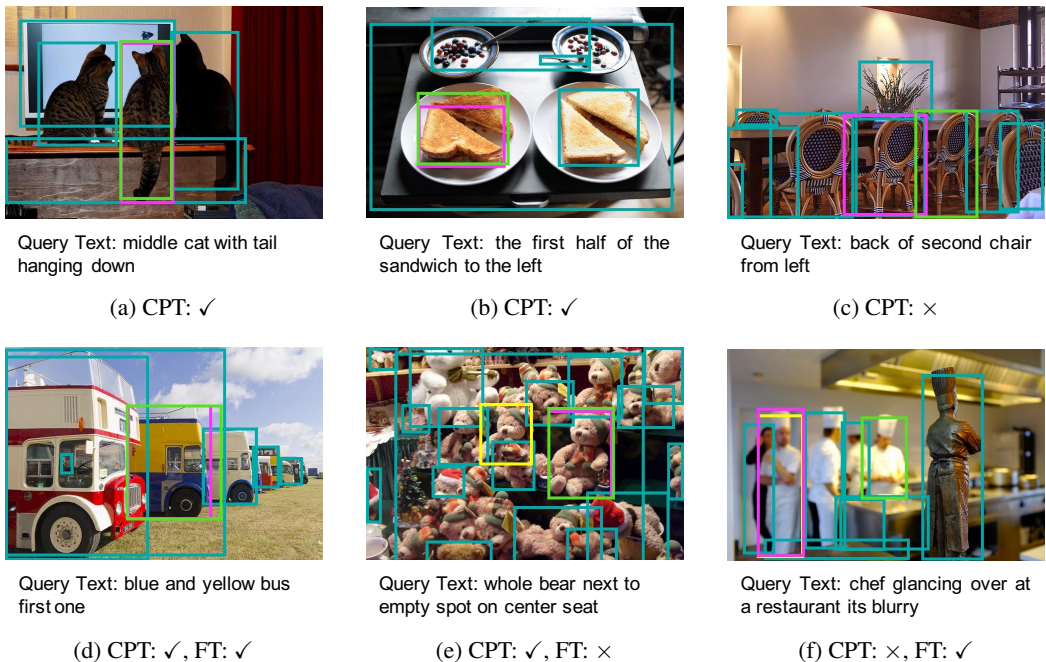 Query Text: middle cat with tail
hanging down
(a) CPT: ✓
Query Text: the first half of the
sandwich to the left
(b) CPT: ✓
Query Text: back of second chair
from left
(c) CPT: ×
Query Text: blue and yellow bus
first one
(d) CPT: ✓, FT: ✓
Query Text: whole bear next to
empty spot on center seat
(e) CPT: ✓, FT: ×
Query Text: chef glancing over at
a restaurant its blurry
(f) CPT: ×, FT: ✓